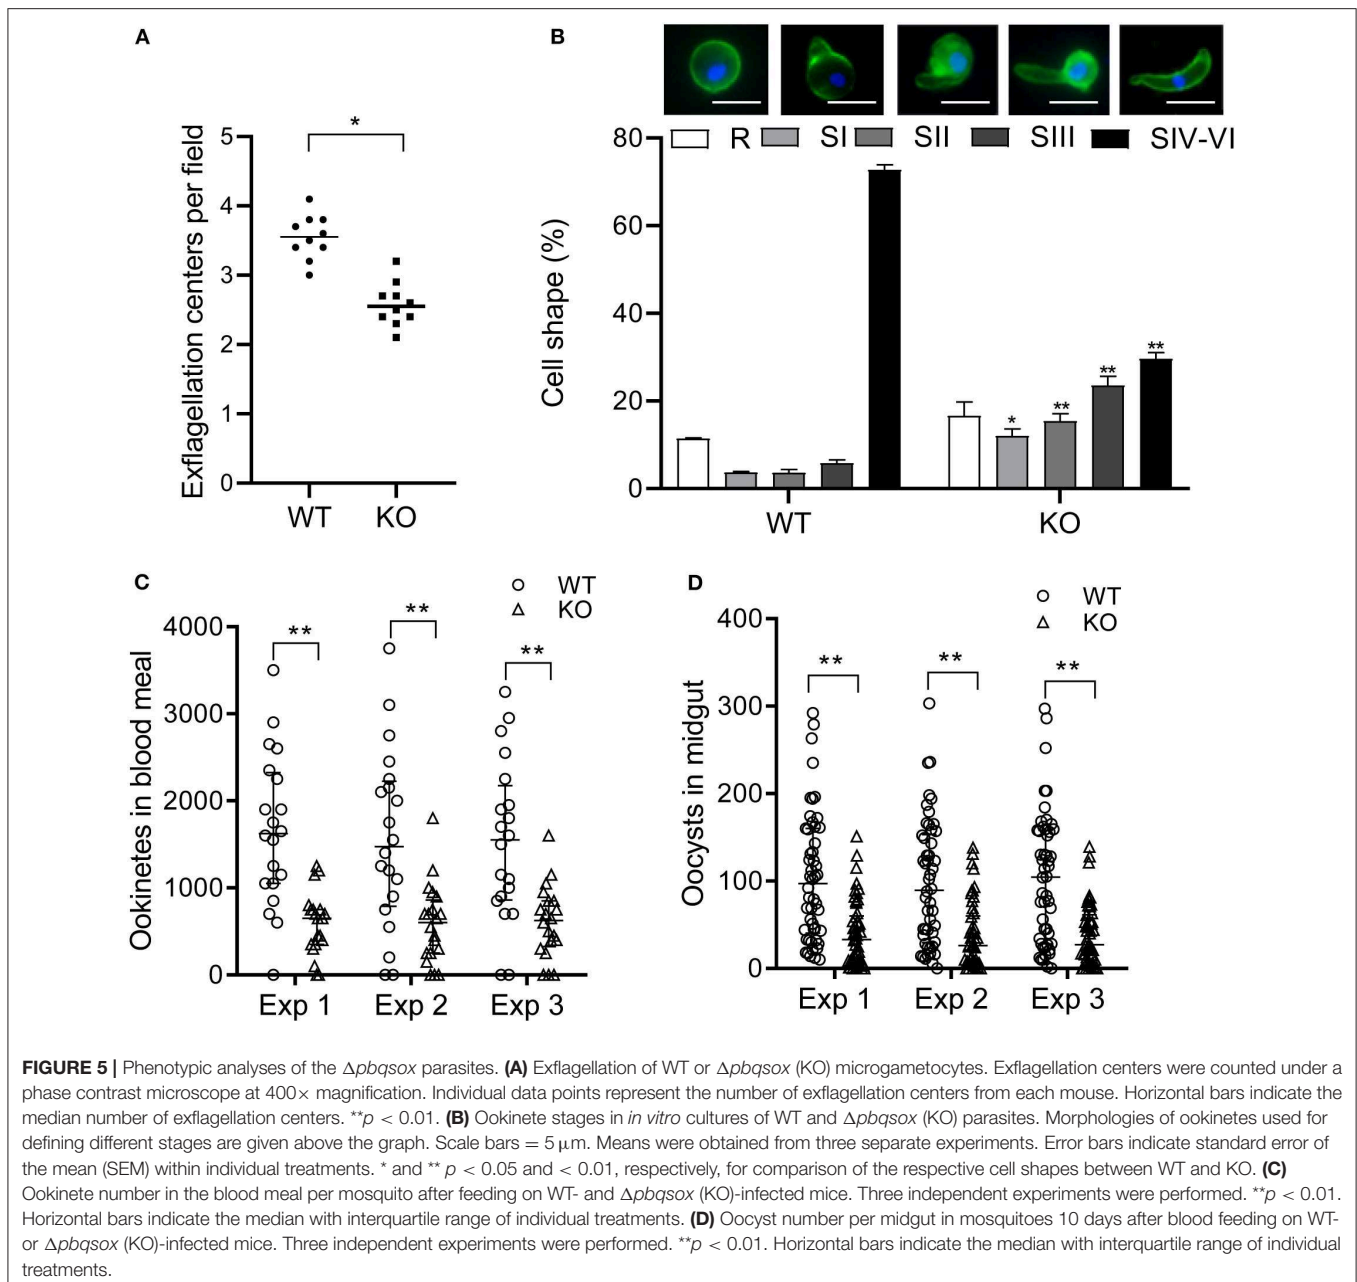 A
Exflagellation centers per field
5
4
3
2
1
0
*
WT
KO
B
R SI SII SIII SIV-VI
Cell shape (%)
80
60
40
20
0
*
**
**
**
WT
KO
C
WT
KO
Ookinetes in blood meal
4000
3000
2000
1000
0
**
**
**
Exp 1
Exp 2
Exp 3
D
WT
KO
Oocysts in midgut
400
300
200
100
0
**
**
**
Exp 1
Exp 2
Exp 3
FIGURE 5 | Phenotypic analyses of the Δpbqsox parasites. (A) Exflagellation of WT or Δpbqsox (KO) microgametocytes. Exflagellation centers were counted under a
phase contrast microscope at 400× magnification. Individual data points represent the number of exflagellation centers from each mouse. Horizontal bars indicate the
median number of exflagellation centers. **p < 0.01. (B) Ookinete stages in in vitro cultures of WT and Δpbqsox (KO) parasites. Morphologies of ookinetes used for
defining different stages are given above the graph. Scale bars = 5 μm. Means were obtained from three separate experiments. Error bars indicate standard error of
the mean (SEM) within individual treatments. * and ** p < 0.05 and < 0.01, respectively, for comparison of the respective cell shapes between WT and KO. (C)
Ookinete number in the blood meal per mosquito after feeding on WT- and Δpbqsox (KO)-infected mice. Three independent experiments were performed. **p < 0.01.
Horizontal bars indicate the median with interquartile range of individual treatments. (D) Oocyst number per midgut in mosquitoes 10 days after blood feeding on WT-
or Δpbqsox (KO)-infected mice. Three independent experiments were performed. **p < 0.01. Horizontal bars indicate the median with interquartile range of individual
treatments.